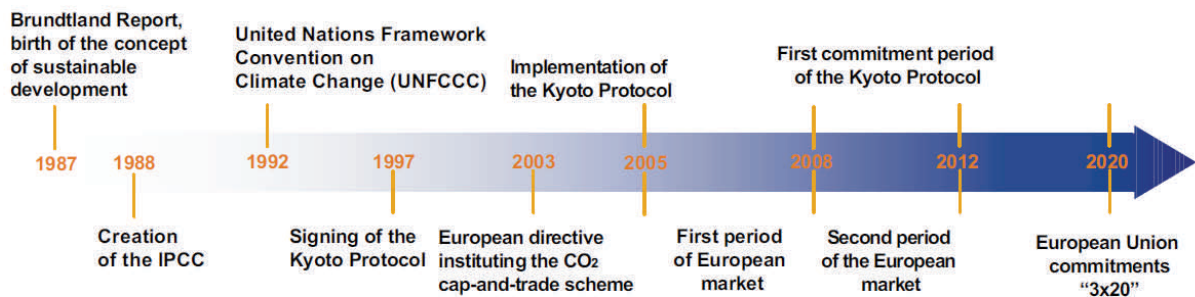 Brundtland Report,
birth of the concept
of sustainable
development
United Nations Framework
Convention on
Climate Change (UNFCCC)
Implementation of
the Kyoto Protocol
First commitment period
of the Kyoto Protocol
1987
1988
1992
1997
2003
2005
2008
2012
2020
Creation
of the IPCC
Signing of the
Kyoto Protocol
European directive
instituting the CO₂
cap-and-trade scheme
First period
of European
market
Second period
of the European
market
European Union
commitments
“3x20”